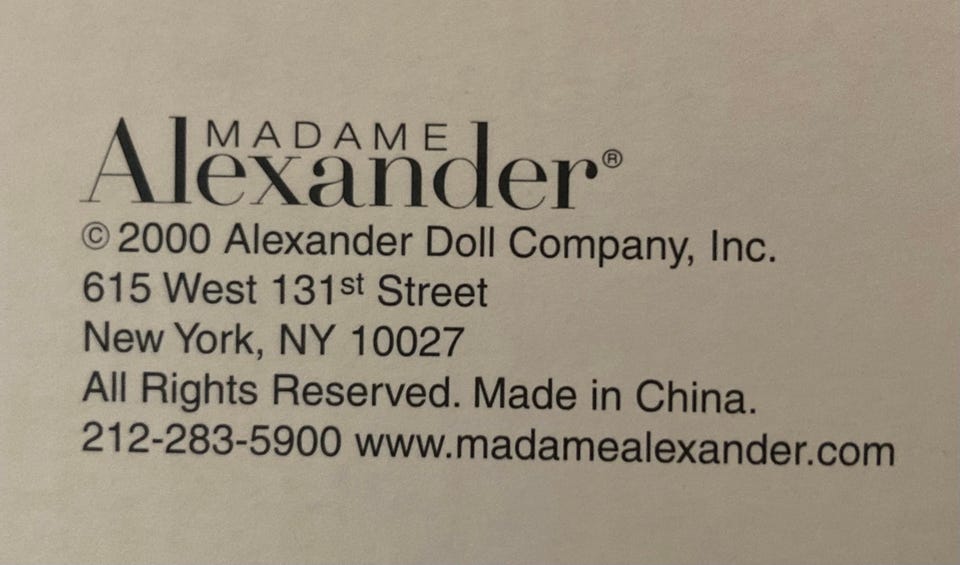 MADAME
Alexander®
© 2000 Alexander Doll Company, Inc.
615 West 131st Street
New York, NY 10027
All Rights Reserved. Made in China.
212-283-5900 www.madamealexander.com